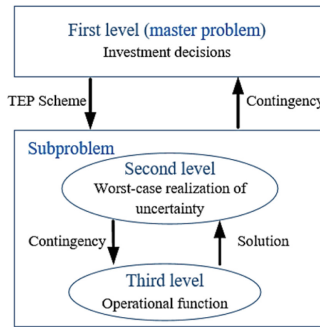 First level (master problem)
Investment decisions
TEP Scheme
Contingency
Subproblem
Second level
Worst-case realization of
uncertainty
Contingency
Solution
Third level
Operational function